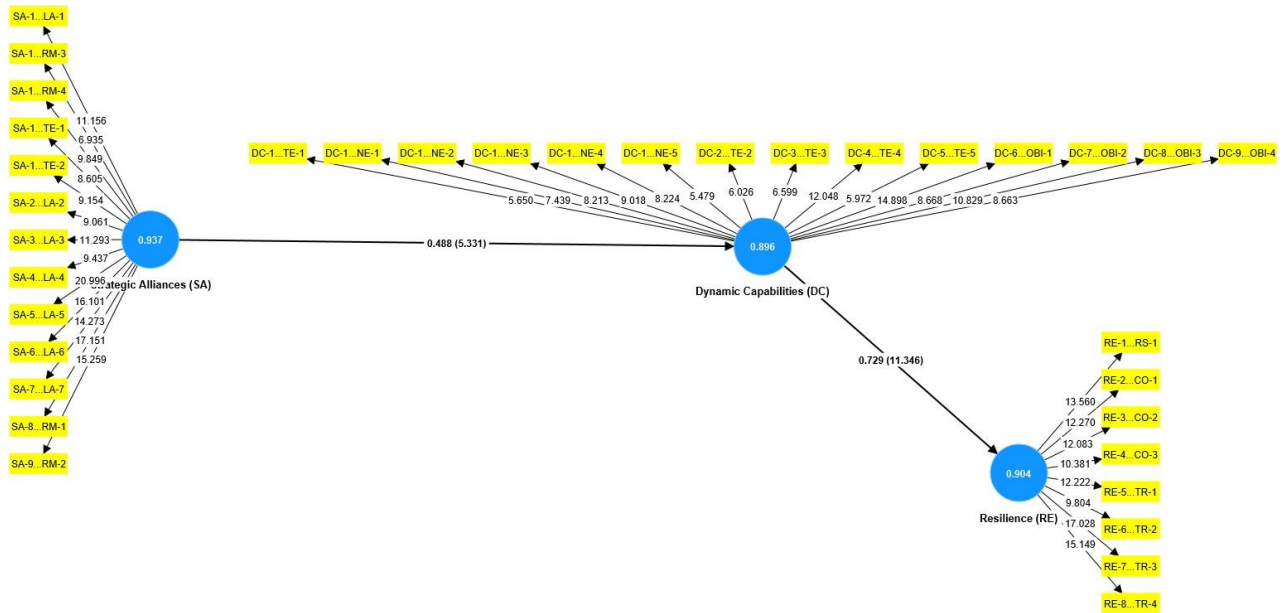 SA-1...LA-1
SA-1...RM-3
SA-1...RM-4
SA-1...TE-1
SA-1...TE-2
SA-2...LA-2
SA-3...LA-3
SA-4...LA-4
SA-5...LA-5
SA-6...LA-6
SA-7...LA-7
SA-8...RM-1
SA-9...RM-2
11.156
6.935
9.849
8.605
9.154
9.061
11.293
9.437
20.996
16.101
14.273
17.151
15.259
0.937
Alliances (SA)
0.488 (5.331)
DC-1...TE-1
DC-1...NE-1
DC-1...NE-2
DC-1...NE-3
DC-1...NE-4
DC-1...NE-5
DC-2...TE-2
DC-3...TE-3
DC-4...TE-4
DC-5...TE-5
DC-6...OBI-1
DC-7...OBI-2
DC-8...OBI-3
DC-9...OBI-4
5.650
7.439
8.213
9.018
8.224
5.479
6.026
6.599
12.048
5.972
14.898
8.668
10.829
8.663
0.896
Dynamic Capabilities (DC)
0.729 (11.346)
0.904
Resilience (RE)
13.560
12.270
12.083
10.381
12.222
9.804
17.028
15.149
RE-1...RS-1
RE-2...CO-1
RE-3...CO-2
RE-4...CO-3
RE-5...TR-1
RE-6...TR-2
RE-7...TR-3
RE-8...TR-4